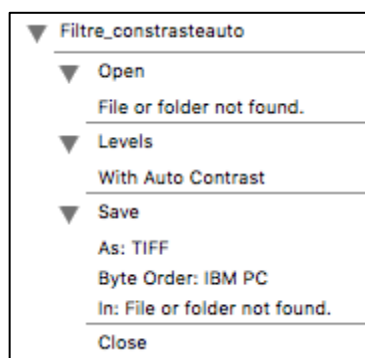 Filtre_constrasteauto
Open
File or folder not found.
Levels
With Auto Contrast
Save
As: TIFF
Byte Order: IBM PC
In: File or folder not found.
Close